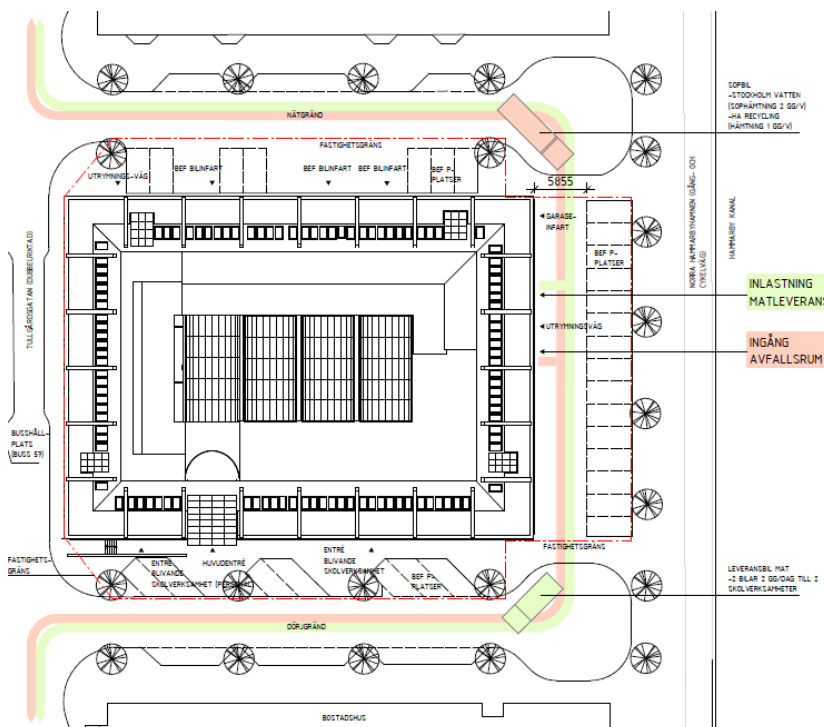 SOPBIL
-STOCKHOLM VATTEN
(SOPHÄMTNING 2 GG/V)
-HA RECYCLING
(HÄMTNING 1 GG/V)
NÄTGRÄND
FASTIGHETSGRÄNS
UTRYMNINGS-VÄG
BEF BILINFART
BEF BILINFART
BEF BILINFART
BEF P-
PLATSER
5855
GARAGE-
INFART
BEF P-
PLATSER
NORRA HAMMARBYHAMNEN (GÅNG- OCH
CYKELVÄG)
HAMMARBY KANAL
TULLGÅRDSGATAN (DUBBELRIKTAD)
INLASTNING
MATLEVERANS
UTRYMNINGSVÄG
INGÅNG
AVFALLSRUM
BUSSHÅLL-
PLATS
(BUSS 57)
FASTIGHETS-
GRÄNS
ENTRÉ
BLIVANDE
SKOLVERKSAMHET (PERSONAL)
HUVUDENTRÉ
ENTRÉ
BLIVANDE
SKOLVERKSAMHET
BEF P-
PLATSER
FASTIGHETSGRÄNS
LEVERANSBIL MAT
-2 BILAR 2 GG/DAG TILL 2
SKOLVERKSAMHETER
DÖRJGRÄND
BOSTADSHUS